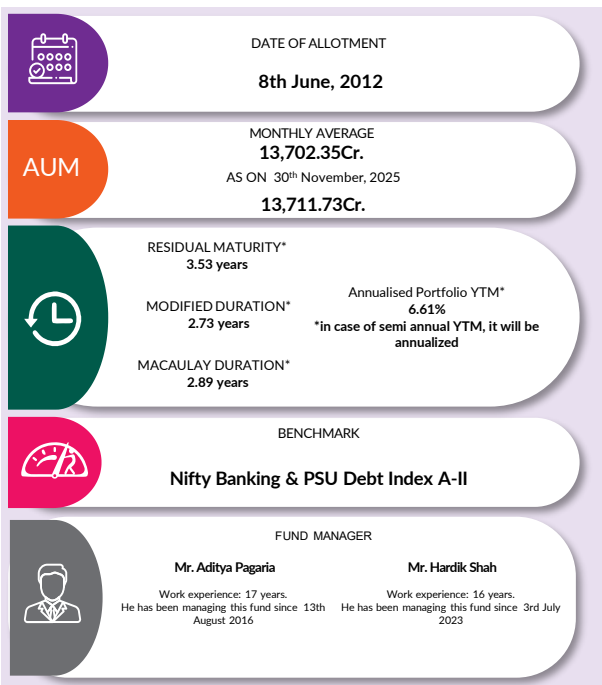 DATE OF ALLOTMENT
8th June, 2012
AUM
MONTHLY AVERAGE
13,702.35Cr.
AS ON 30th November, 2025
13,711.73Cr.
RESIDUAL MATURITY*
3.53 years
MODIFIED DURATION*
2.73 years
MACAULAY DURATION*
2.89 years
Annualised Portfolio YTM*
6.61%
*in case of semi annual YTM, it will be
annualized
BENCHMARK
Nifty Banking & PSU Debt Index A-II
FUND MANAGER
Mr. Aditya Pagaria
Work experience: 17 years.
He has been managing this fund since 13th
August 2016
Mr. Hardik Shah
Work experience: 16 years.
He has been managing this fund since 3rd July
2023